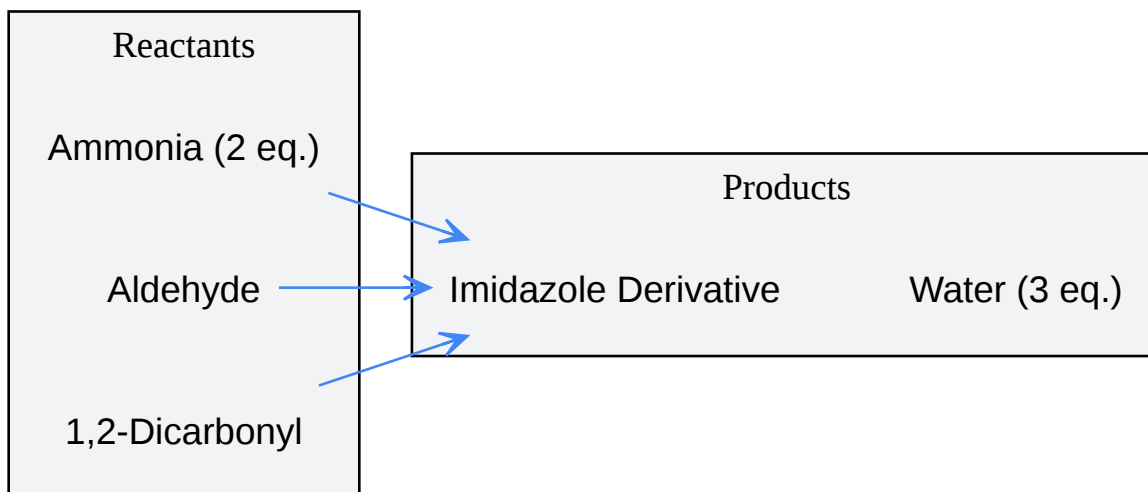 Reactants
Ammonia (2 eq.)
Aldehyde
1,2-Dicarbonyl
Products
Imidazole Derivative
Water (3 eq.)